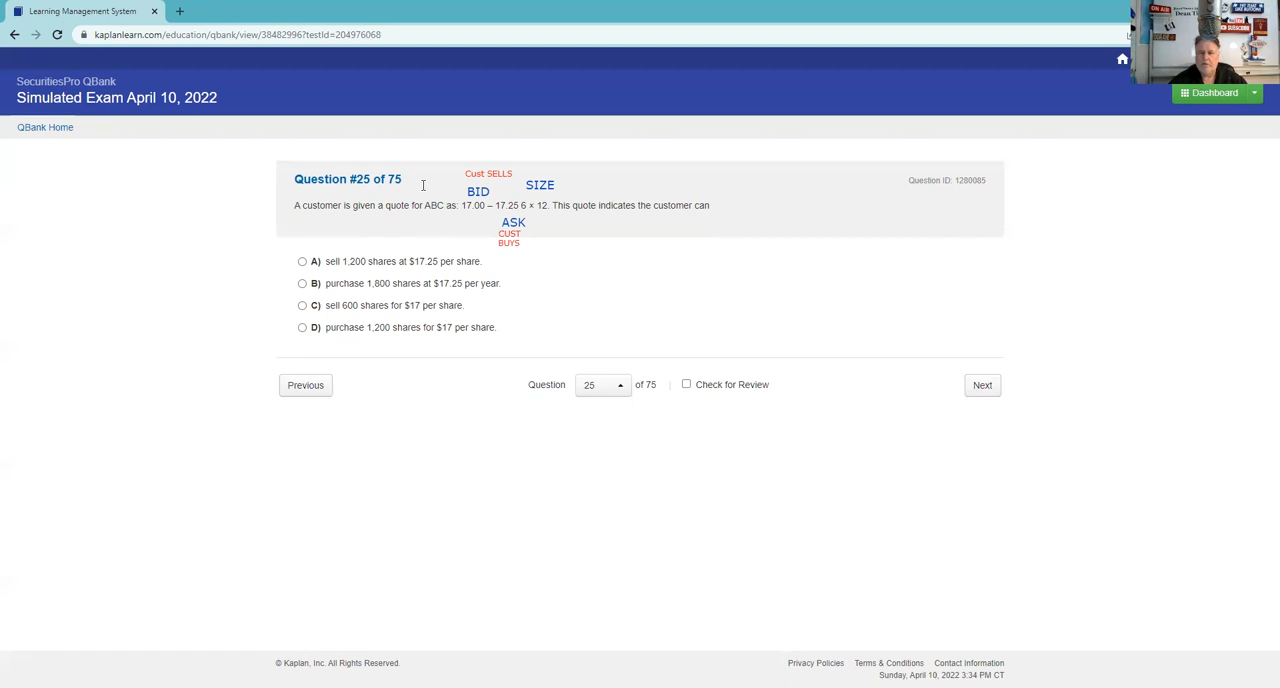 Learning Management System
kaplanlearn.com/education/qbank/view/38482996?testId=204976068
ON AIR
SecuritiesPro QBank
Simulated Exam April 10, 2022
Dashboard
QBank Home
Question #25 of 75
Cust SELLS
BID
SIZE
Question ID: 1280085
A customer is given a quote for ABC as: 17.00 – 17.25 6 × 12. This quote indicates the customer can
ASK
CUST
BUYS
A) sell 1,200 shares at $17.25 per share.
B) purchase 1,800 shares at $17.25 per year.
C) sell 600 shares for $17 per share.
D) purchase 1,200 shares for $17 per share.
Previous
Question 25 of 75 | Check for Review
Next
© Kaplan, Inc. All Rights Reserved.
Privacy Policies Terms & Conditions Contact Information
Sunday, April 10, 2022 3:34 PM CT